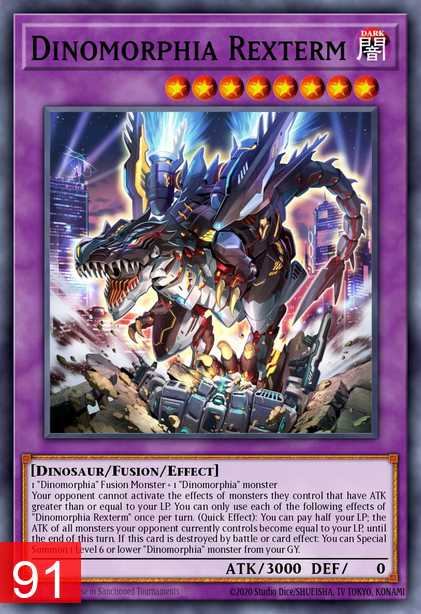 Dinomorphia Rexterm
DARK
闇
[Dinosaur/Fusion/Effect]
1 "Dinomorphia" Fusion Monster + 1 "Dinomorphia" monster
Your opponent cannot activate the effects of monsters they control that have ATK
greater than or equal to your LP. You can only use each of the following effects of
"Dinomorphia Rexterm" once per turn. (Quick Effect): You can pay half your LP; the
ATK of all monsters your opponent currently controls become equal to your LP, until
the end of this turn. If this card is destroyed by battle or card effect: You can Special
Summon 1 Level 6 or lower "Dinomorphia" monster from your GY.
ATK/3000 DEF/ 0
91
Use in Sanctioned Tournaments
©2020 Studio Dice/SHUEISHA, TV TOKYO, KONAMI